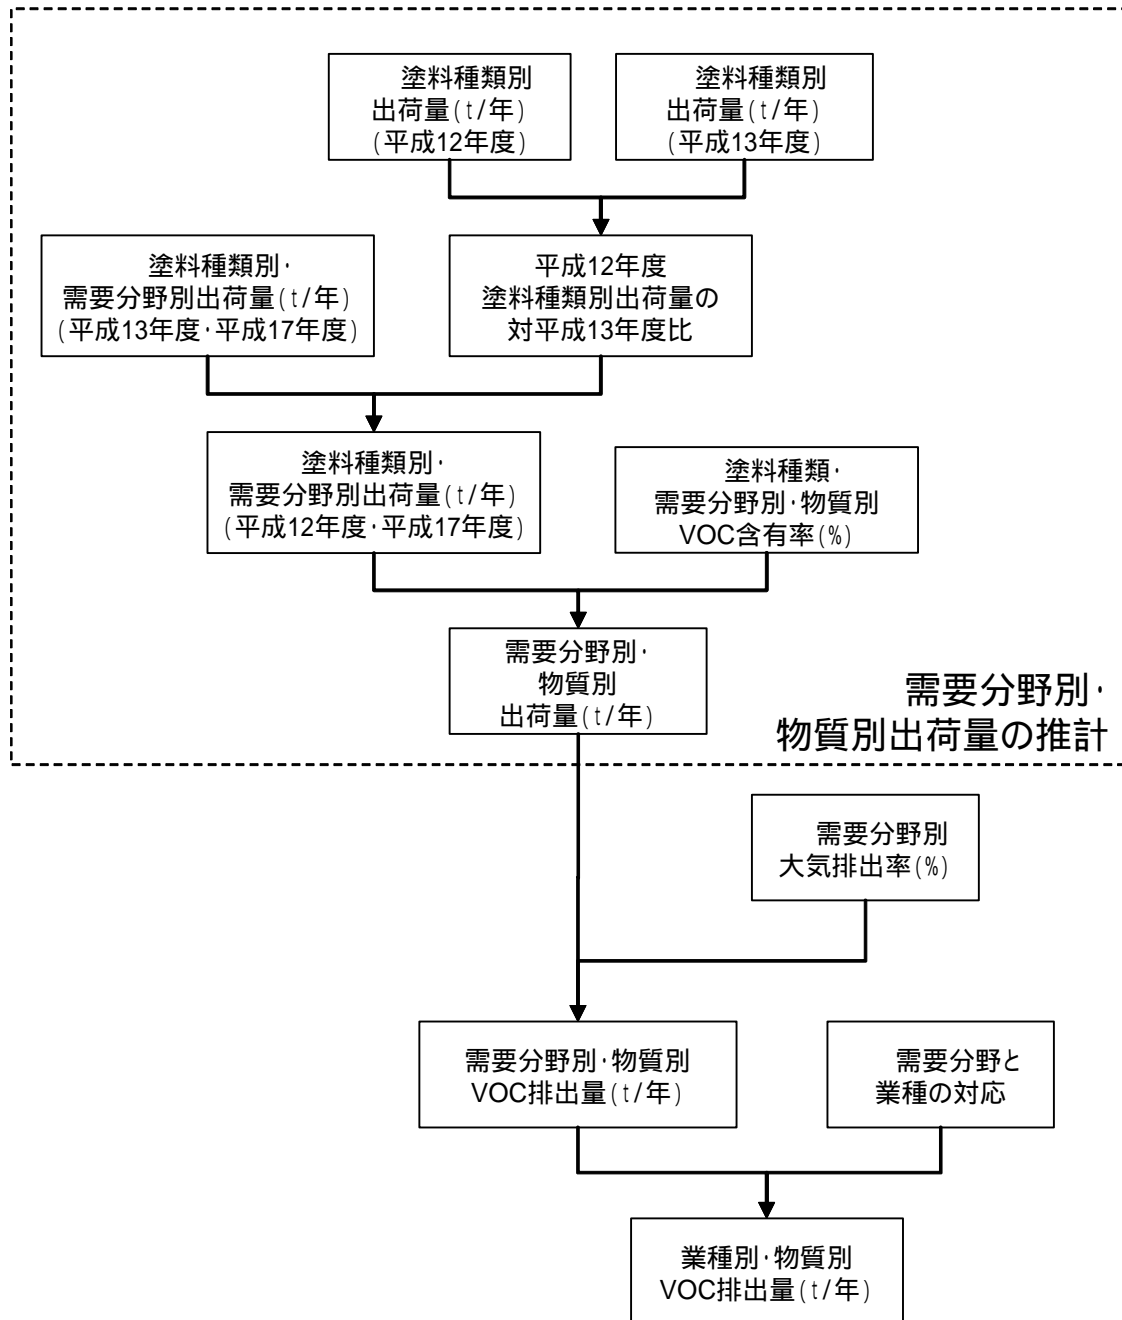 塗料種類別
出荷量(t/年)
(平成12年度)
塗料種類別
出荷量(t/年)
(平成13年度)
塗料種類別・
需要分野別出荷量(t/年)
(平成13年度・平成17年度)
平成12年度
塗料種類別出荷量の
対平成13年度比
塗料種類別・
需要分野別出荷量(t/年)
(平成12年度・平成17年度)
塗料種類・
需要分野別・物質別
VOC含有率(%)
需要分野別・
物質別
出荷量(t/年)
需要分野別・
物質別出荷量の推計
需要分野別
大気排出率(%)
需要分野別・物質別
VOC排出量(t/年)
需要分野と
業種の対応
業種別・物質別
VOC排出量(t/年)